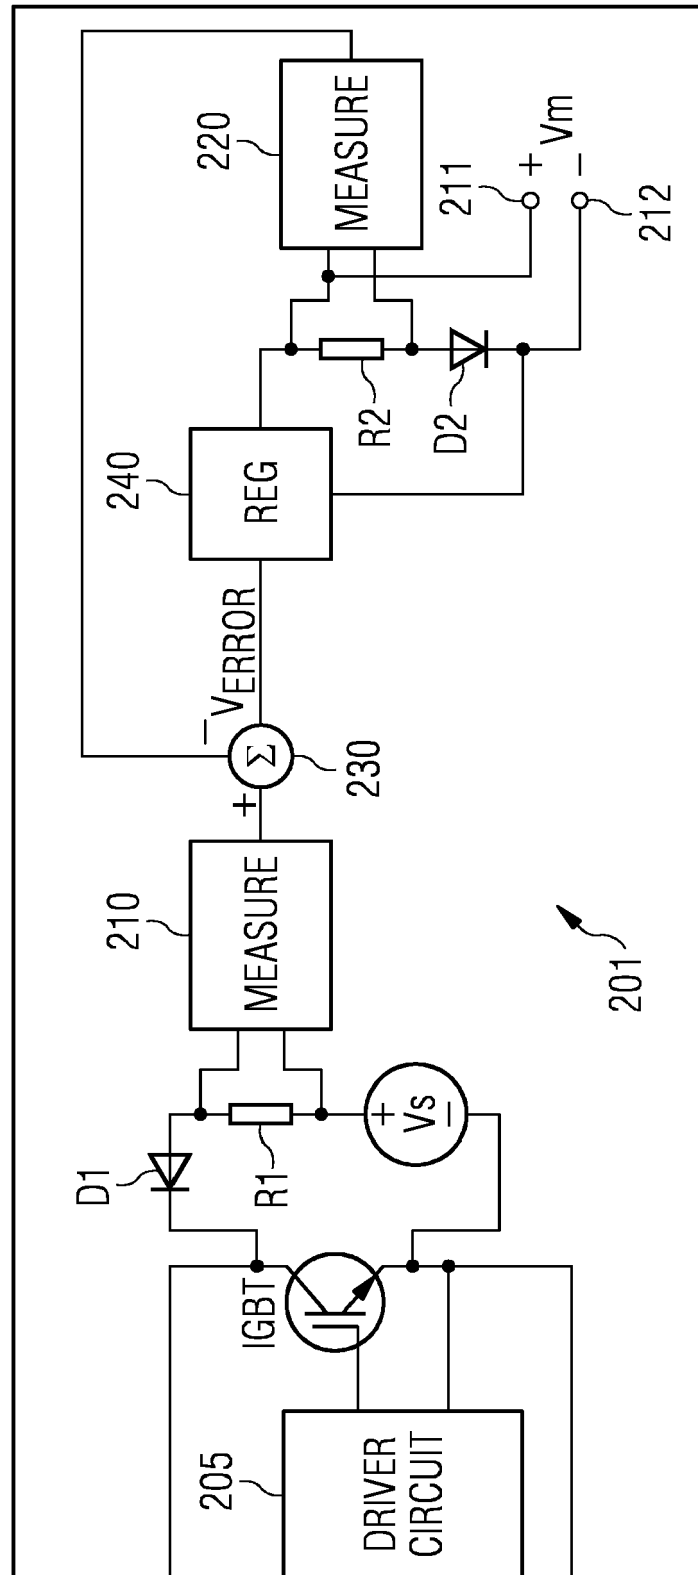 205
DRIVER
CIRCUIT
IGBT
D1
R1
+
Vs
−
210
MEASURE
201
+
Σ
230
−
VERROR
240
REG
R2
D2
220
MEASURE
211
+
Vm
−
212